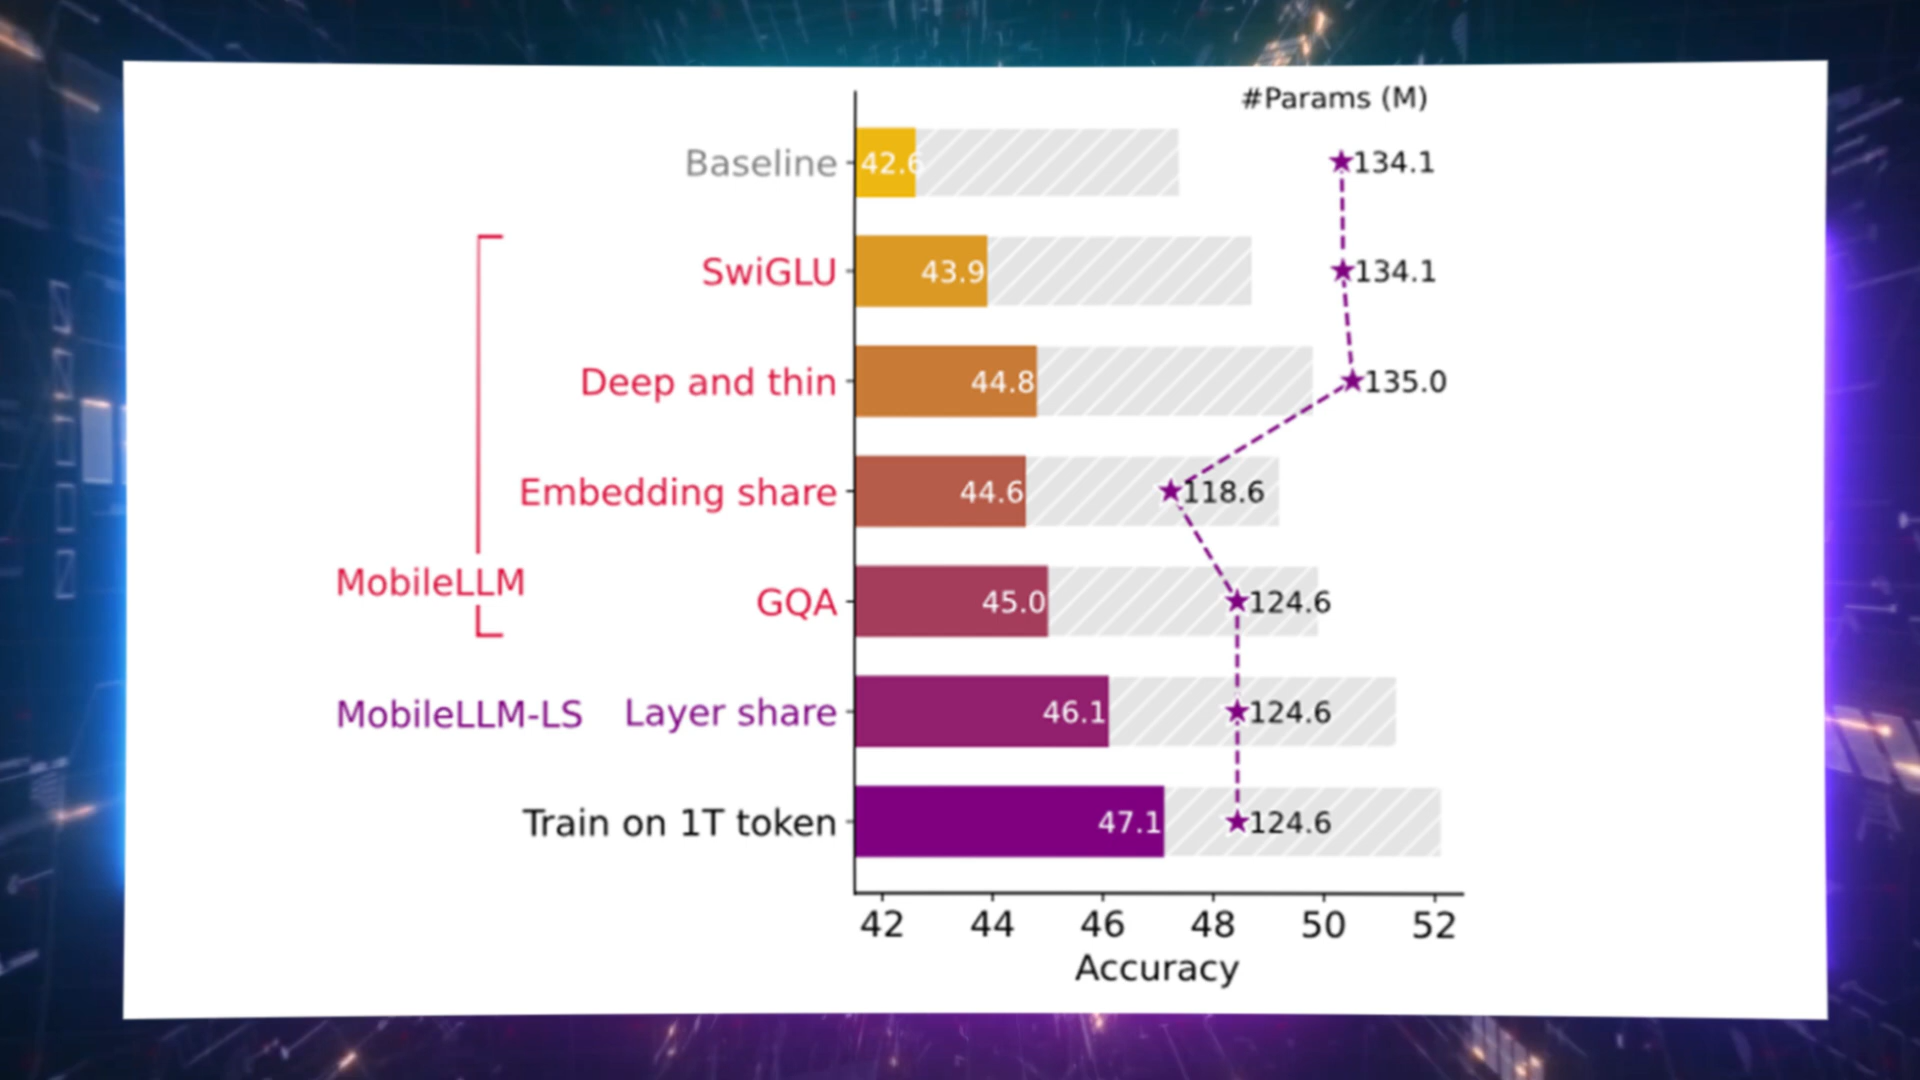 #Params (M)
Baseline 42.6 134.1
SwiGLU 43.9 134.1
Deep and thin 44.8 135.0
Embedding share 44.6 118.6
MobileLLM GQA 45.0 124.6
MobileLLM-LS Layer share 46.1 124.6
Train on 1T token 47.1 124.6
42 44 46 48 50 52
Accuracy